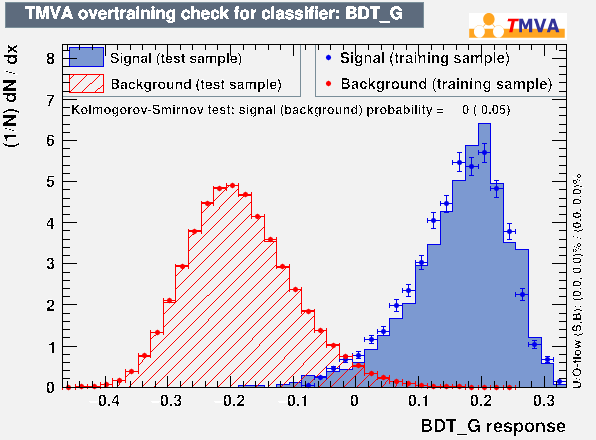 TMVA overtraining check for classifier: BDT_G
TMVA
(1/N) dN / dx
Signal (test sample)
Background (test sample)
Signal (training sample)
Background (training sample)
Kolmogorov-Smirnov test: signal (background) probability = 0 ( 0.05)
8
7
6
5
4
3
2
1
0
-0.4 -0.3 -0.2 -0.1 0 0.1 0.2 0.3
BDT_G response
U/O-flow (S,B): (0.0, 0.0)% / (0.0, 0.0)%